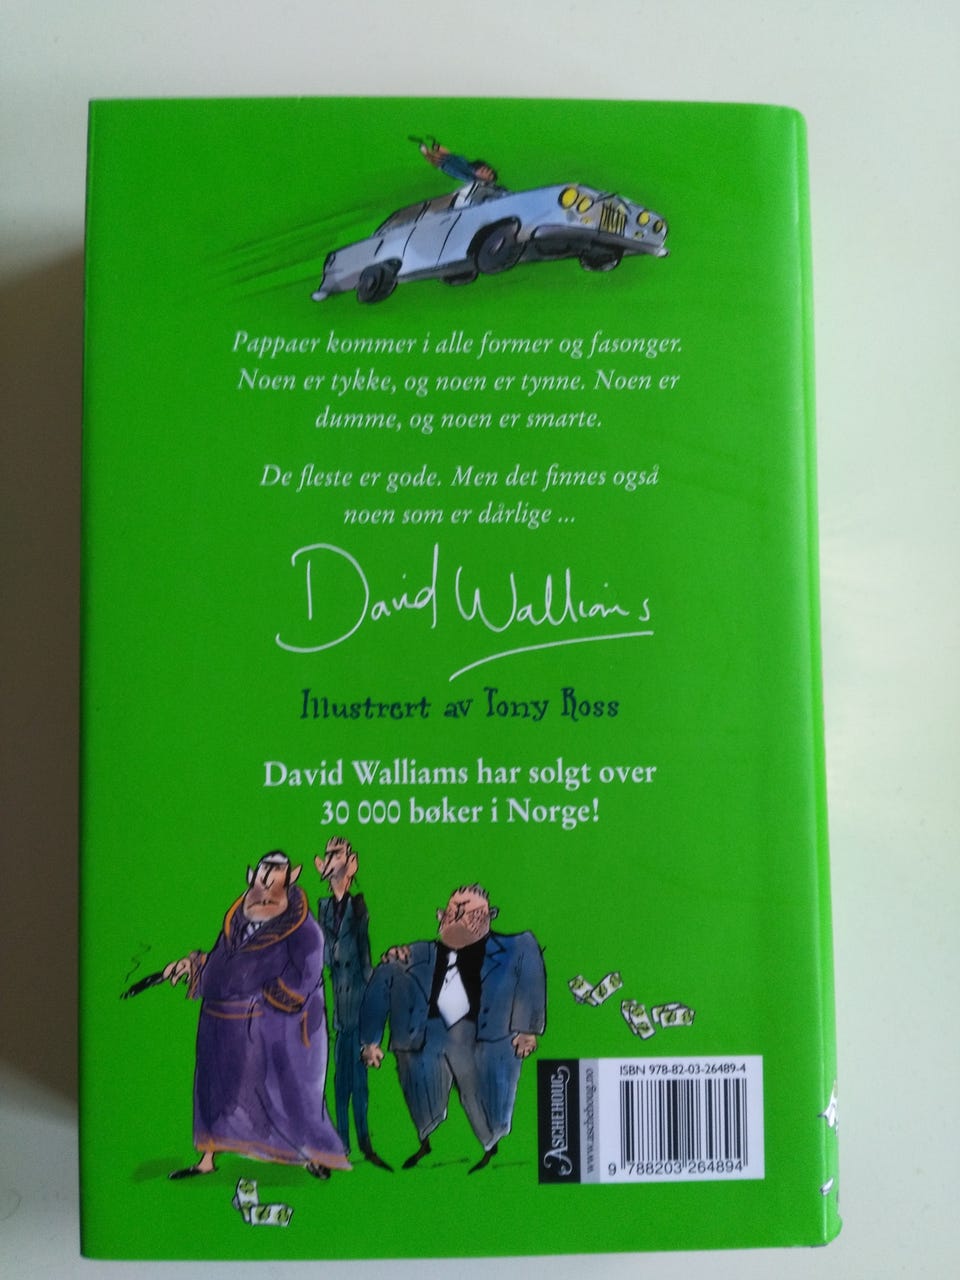 Pappaer kommer i alle former og fasonger.
Noen er tykke, og noen er tynne. Noen er
dumme, og noen er smarte.
De fleste er gode. Men det finnes også
noen som er dårlige ...
David Walliams
Illustrert av Tony Ross
David Walliams har solgt over
30 000 bøker i Norge!
ASCHEHOUG
www.aschehoug.no
ISBN 978-82-03-26489-4
9 788203 264894